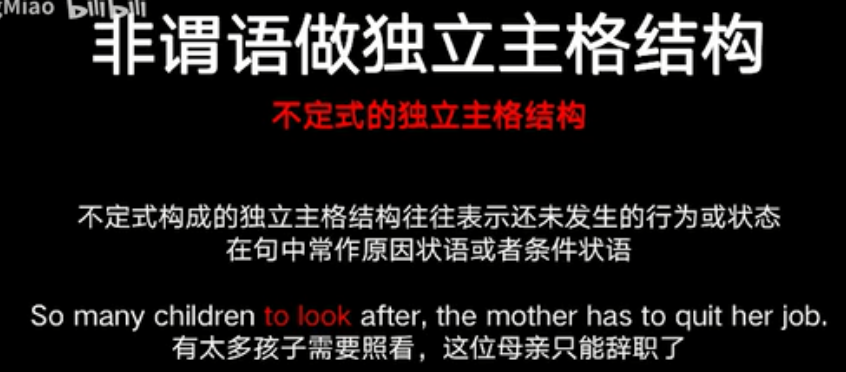 gMiao bilibili
非谓语做独立主格结构
不定式的独立主格结构
不定式构成的独立主格结构往往表示还未发生的行为或状态
在句中常作原因状语或者条件状语
So many children to look after, the mother has to quit her job.
有太多孩子需要照看，这位母亲只能辞职了